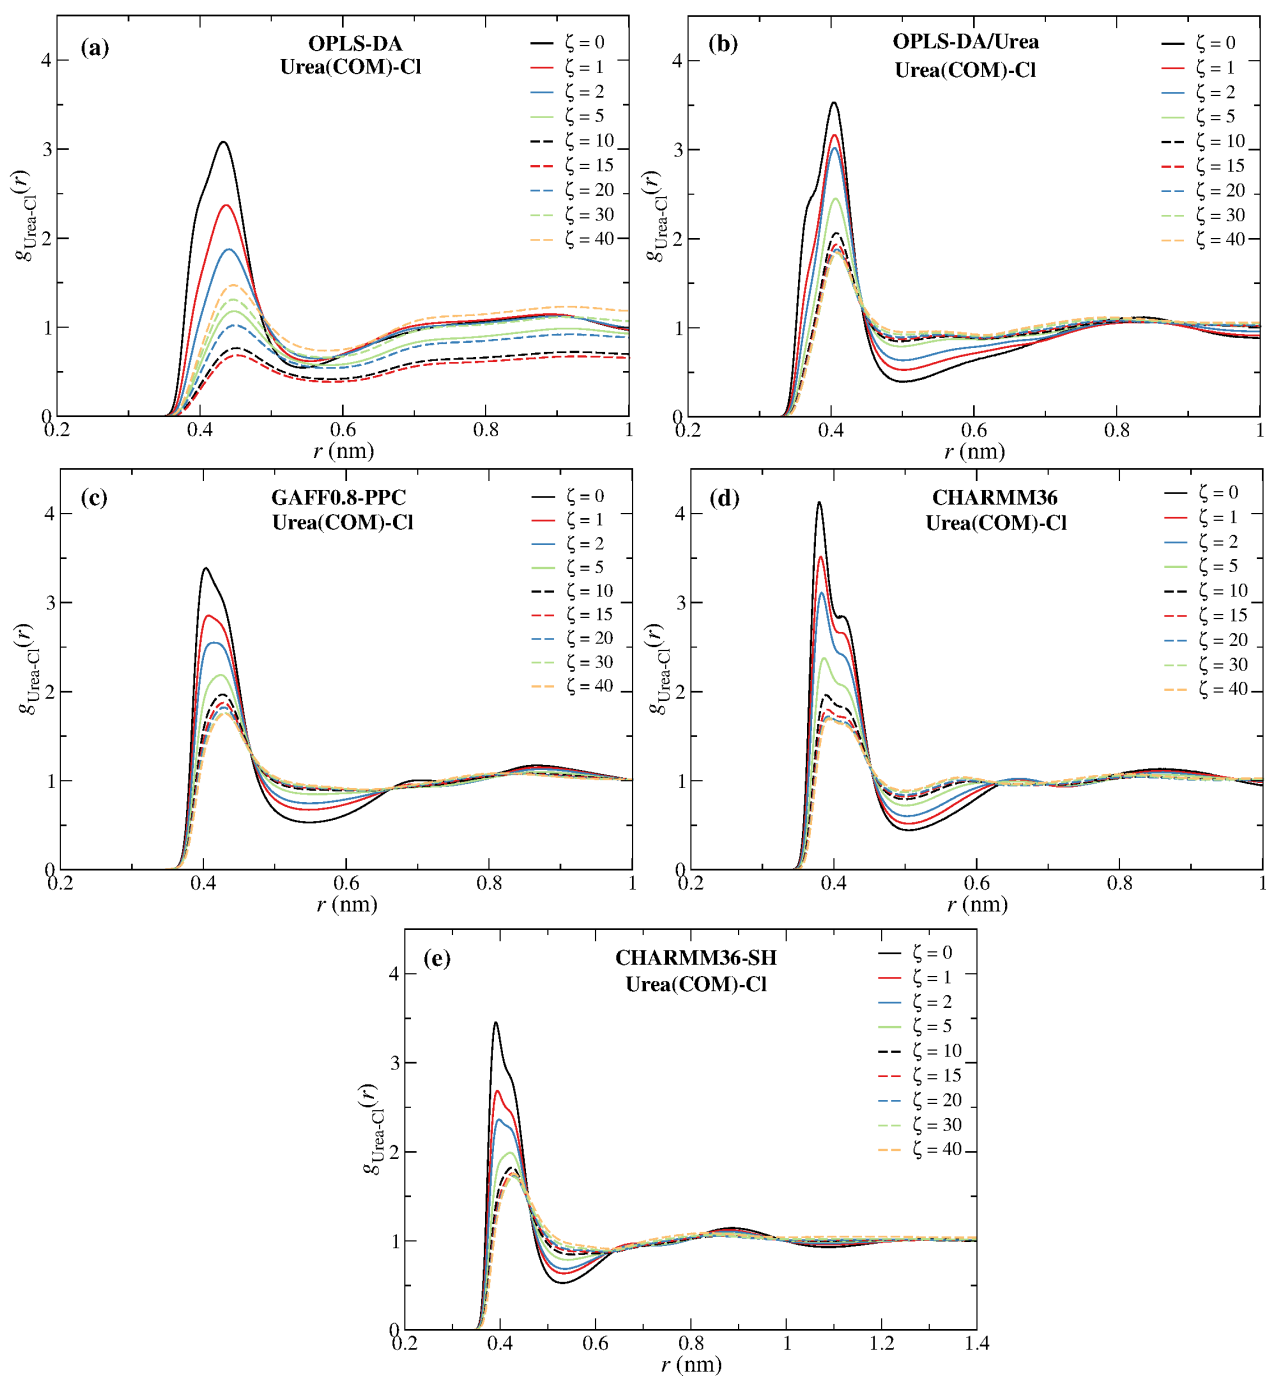 (a)
OPLS-DA
Urea(COM)-Cl
ζ = 0
ζ = 1
ζ = 2
ζ = 5
ζ = 10
ζ = 15
ζ = 20
ζ = 30
ζ = 40
4
3
2
1
0
gUrea-Cl(r)
0.2
0.4
0.6
0.8
1
r (nm)
(b)
OPLS-DA/Urea
Urea(COM)-Cl
ζ = 0
ζ = 1
ζ = 2
ζ = 5
ζ = 10
ζ = 15
ζ = 20
ζ = 30
ζ = 40
4
3
2
1
0
gUrea-Cl(r)
0.2
0.4
0.6
0.8
1
r (nm)
(c)
GAFF0.8-PPC
Urea(COM)-Cl
ζ = 0
ζ = 1
ζ = 2
ζ = 5
ζ = 10
ζ = 15
ζ = 20
ζ = 30
ζ = 40
4
3
2
1
0
gUrea-Cl(r)
0.2
0.4
0.6
0.8
1
r (nm)
(d)
CHARMM36
Urea(COM)-Cl
ζ = 0
ζ = 1
ζ = 2
ζ = 5
ζ = 10
ζ = 15
ζ = 20
ζ = 30
ζ = 40
4
3
2
1
0
gUrea-Cl(r)
0.2
0.4
0.6
0.8
1
r (nm)
(e)
CHARMM36-SH
Urea(COM)-Cl
ζ = 0
ζ = 1
ζ = 2
ζ = 5
ζ = 10
ζ = 15
ζ = 20
ζ = 30
ζ = 40
4
3
2
1
0
gUrea-Cl(r)
0.2
0.4
0.6
0.8
1
1.2
1.4
r (nm)